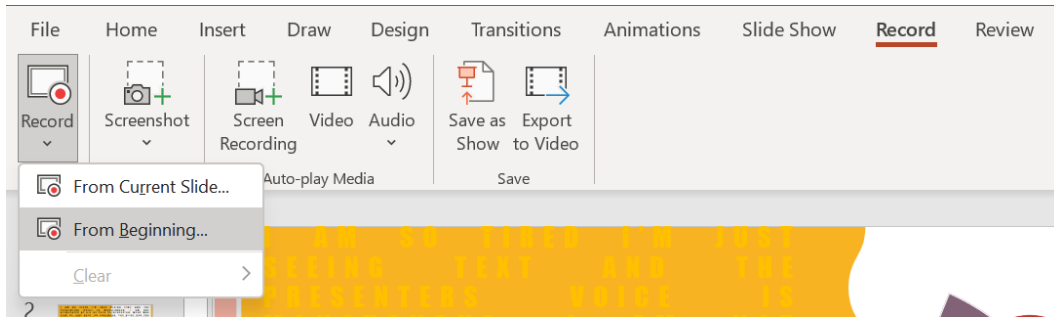 File Home Insert Draw Design Transitions Animations Slide Show Record Review
Record Screenshot Screen Recording Video Audio Save as Show Export to Video
Auto-play Media Save
From Current Slide...
From Beginning...
Clear
I AM SO TIRED I'M JUST
SEEING TEXT AND THE
PRESENTERS VOICE IS
2